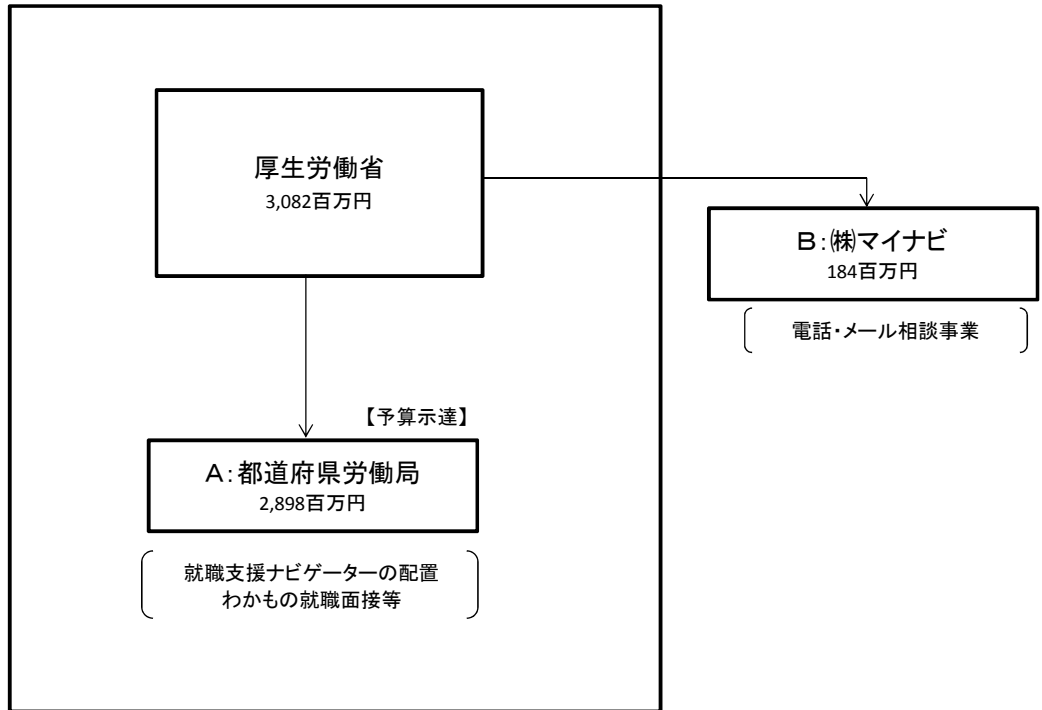 厚生労働省
3,082百万円
B:㈱マイナビ
184百万円
電話・メール相談事業
【予算示達】
A:都道府県労働局
2,898百万円
就職支援ナビゲーターの配置
わかもの就職面接等